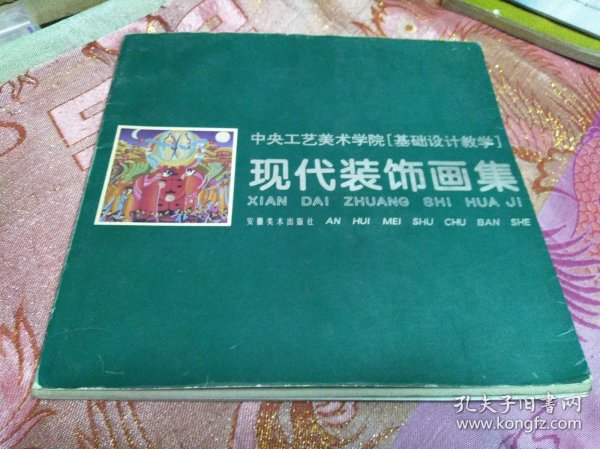 中央工艺美术学院[基础设计教学]
现代装饰画集
XIAN DAI ZHUANG SHI HUA JI
安徽美术出版社 AN HUI MEI SHU CHU BAN SHE
孔夫子旧书网
www.kongfz.com